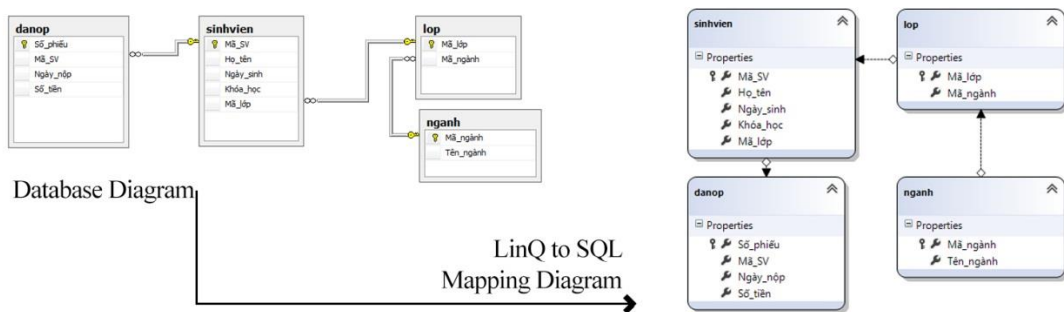 danop
Số_phiếu
Mã_SV
Ngày_nộp
Số_tiền
sinhvien
Mã_SV
Họ_tên
Ngày_sinh
Khóa_học
Mã_lớp
lop
Mã_lớp
Mã_ngành
nganh
Mã_ngành
Tên_ngành
Database Diagram
LinQ to SQL
Mapping Diagram
sinhvien
Properties
Mã_SV
Họ_tên
Ngày_sinh
Khóa_học
Mã_lớp
lop
Properties
Mã_lớp
Mã_ngành
danop
Properties
Số_phiếu
Mã_SV
Ngày_nộp
Số_tiền
nganh
Properties
Mã_ngành
Tên_ngành